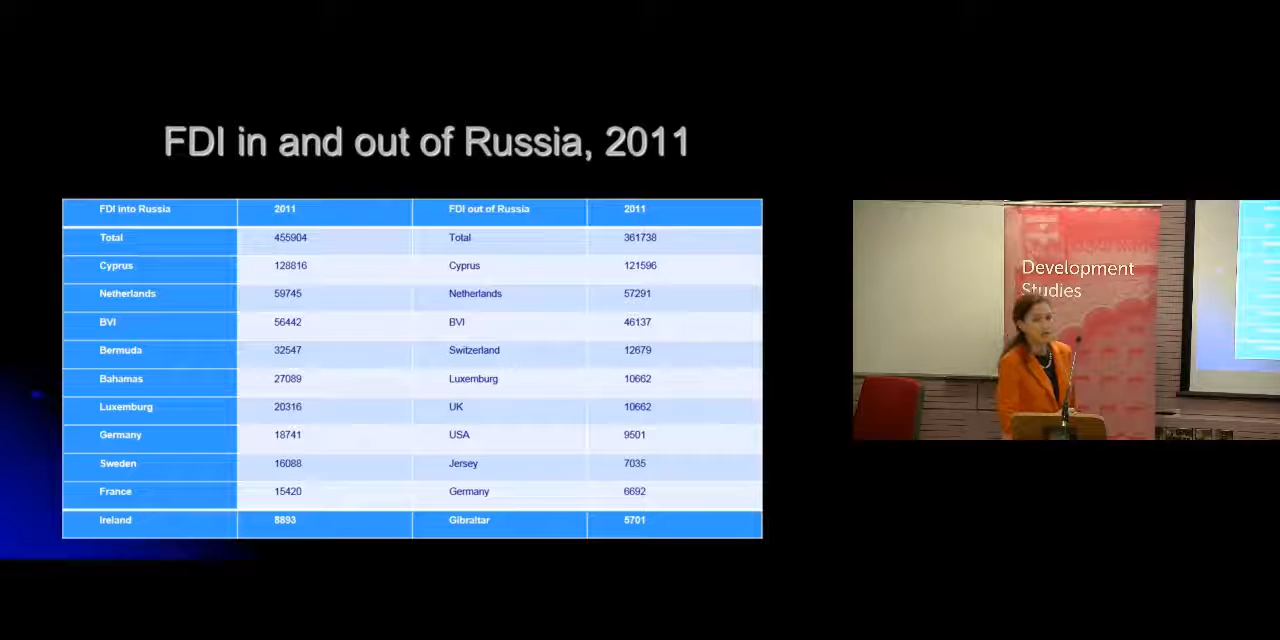 FDI in and out of Russia, 2011
FDI into Russia 2011 FDI out of Russia 2011
Total 455904 Total 361738
Cyprus 128816 Cyprus 121596
Netherlands 59745 Netherlands 57291
BVI 56442 BVI 46137
Bermuda 32547 Switzerland 12679
Bahamas 27089 Luxemburg 10662
Luxemburg 20316 UK 10662
Germany 18741 USA 9501
Sweden 16088 Jersey 7035
France 15420 Germany 6692
Ireland 8893 Gibraltar 5701
Development
Studies